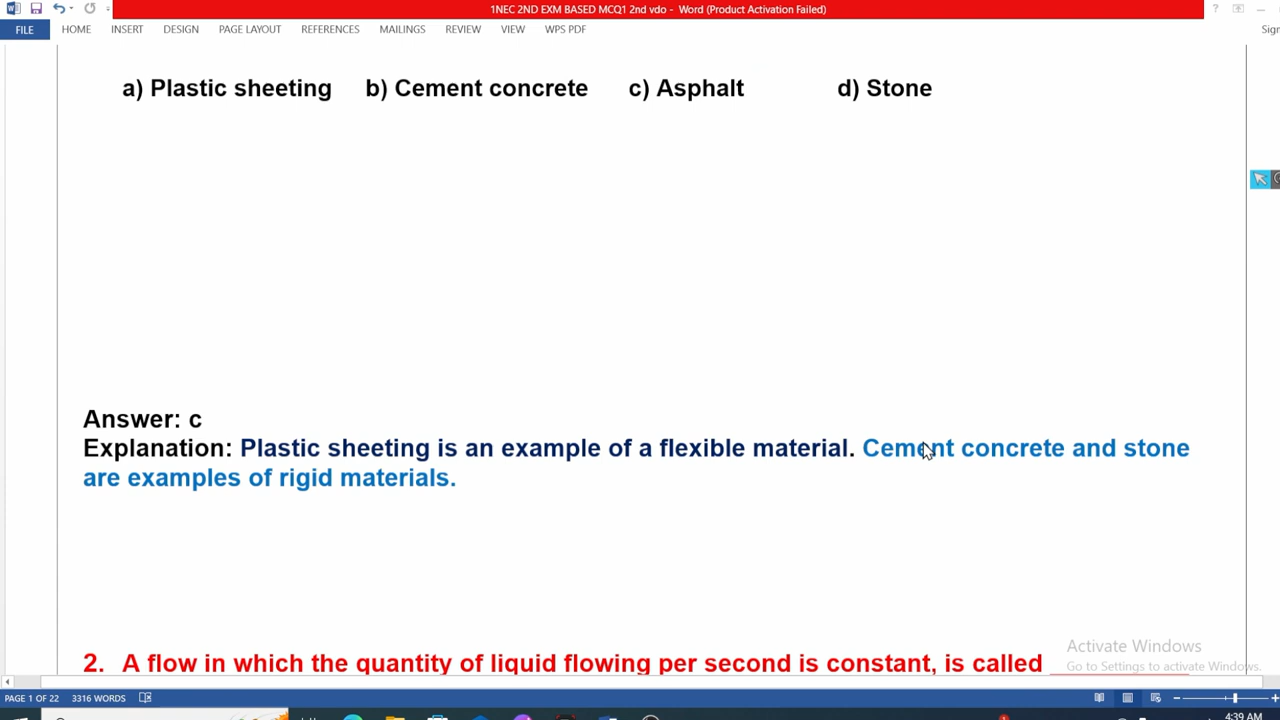 1NEC 2ND EXM BASED MCQ1 2nd vdo - Word (Product Activation Failed)
FILE HOME INSERT DESIGN PAGE LAYOUT REFERENCES MAILINGS REVIEW VIEW WPS PDF Sign
a) Plastic sheeting b) Cement concrete c) Asphalt d) Stone
Answer: c
Explanation: Plastic sheeting is an example of a flexible material. Cement concrete and stone
are examples of rigid materials.
2. A flow in which the quantity of liquid flowing per second is constant, is called
Activate Windows
Go to Settings to activate Windows.
PAGE 1 OF 22 3316 WORDS
4:39 AM